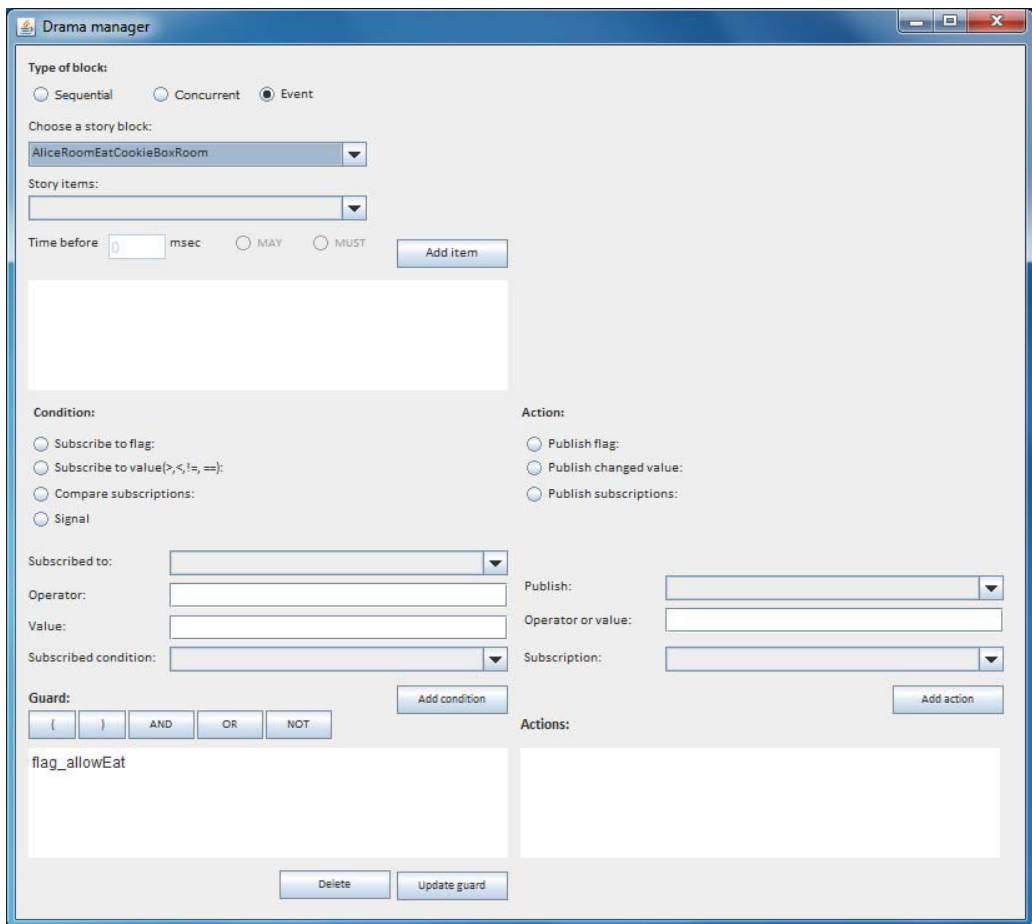 Drama manager
Type of block:
Sequential Concurrent Event
Choose a story block:
AliceRoomEatCookieBoxRoom
Story items:
Time before 0 msec MAY MUST Add item
Condition: Action:
Subscribe to flag: Publish flag:
Subscribe to value(>,<,!=, ==): Publish changed value:
Compare subscriptions: Publish subscriptions:
Signal
Subscribed to:
Publish:
Operator:
Operator or value:
Value:
Subscribed condition: Subscription:
Guard: Add condition Add action
( ) AND OR NOT Actions:
flag_allowEat
Delete Update guard